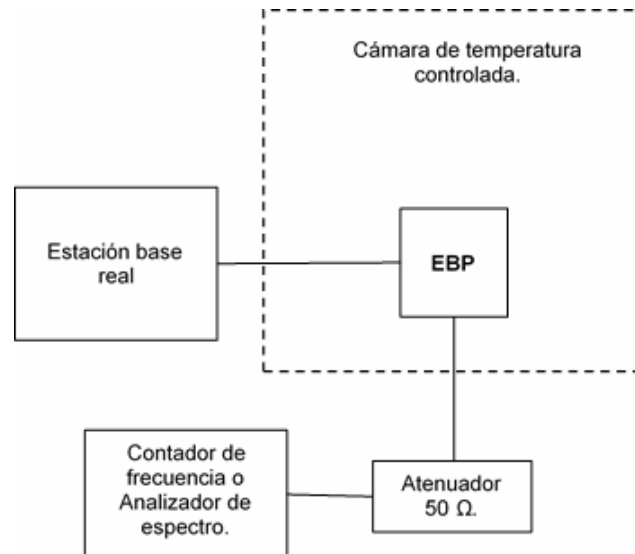 Cámara de temperatura
controlada.
Estación base
real
EBP
Contador de
frecuencia o
Analizador de
espectro.
Atenuador
50 Ω.